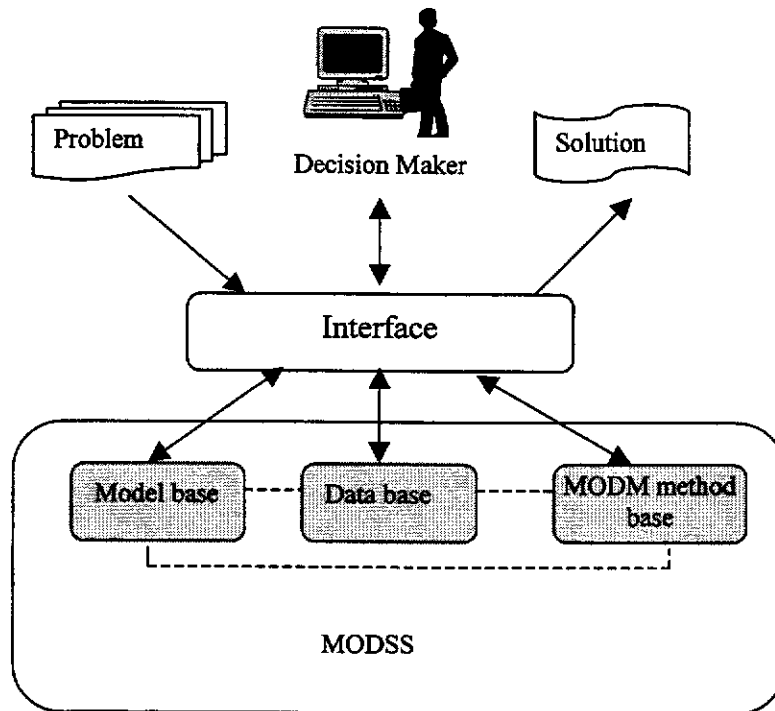 Problem
Decision Maker
Solution
Interface
Model base
Data base
MODM method
base
MODSS